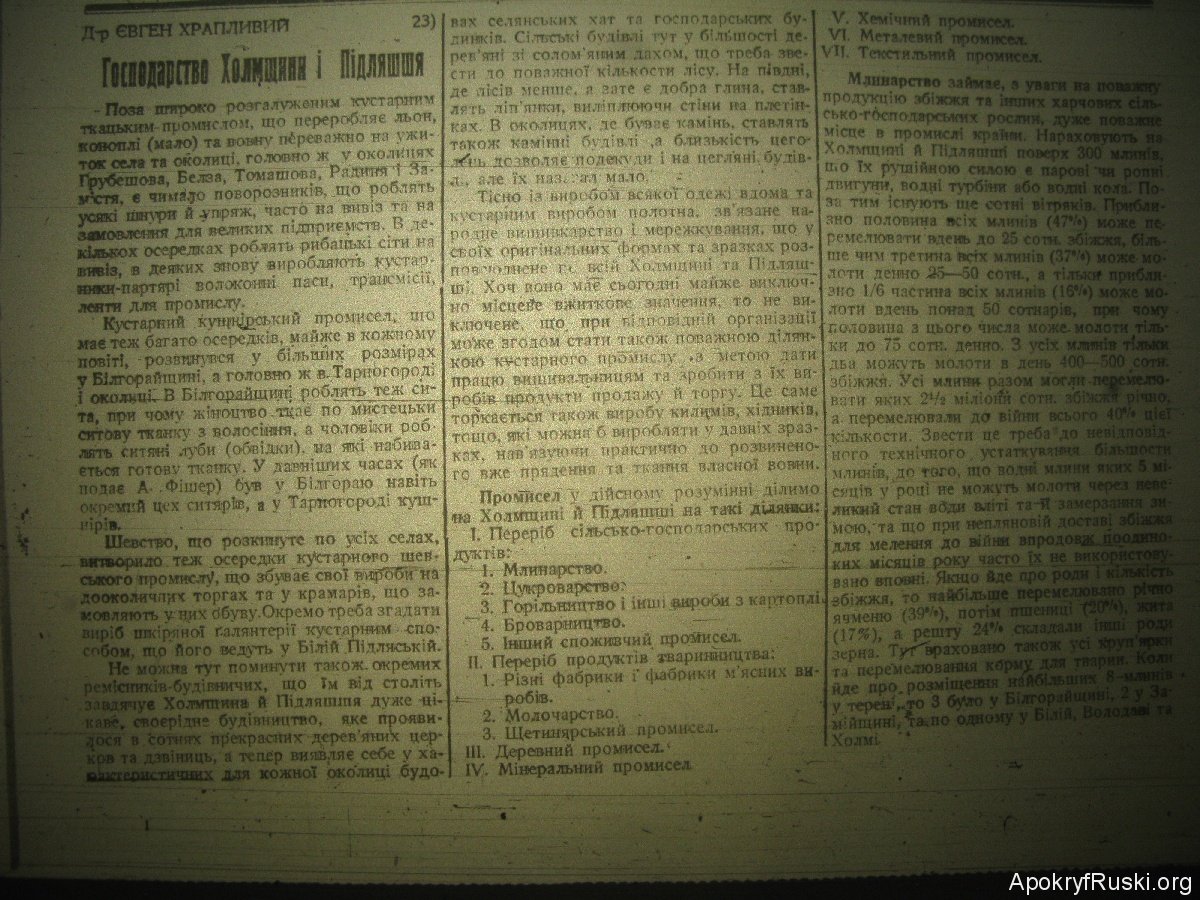 Д-р ЄВГЕН ХРАПЛИВИЙ 23)
Господарство Холмщини і Підляшшя
Поза широко розгалуженим кустарним
ткацьким промислом, що переробляє льон,
коноплі (мало) та вовну переважно на ужи-
ток села та околиці, головно ж у околицях
Грубешова, Белза, Томашова, Радиня і За-
містя, є чимало поворозників, що роблять
усякі шнури й упряж, часто на вивіз та на
замовлення для великих підприємств. В де-
кількох осередках роблять рибацькі сіти на
вивіз, в деяких знову виробляють кустар-
ники-партярі волоконні паси, трансмісії,
ленти для промислу.
Кустарний кушнірський промисел, що
має теж багато осередків, майже в кожному
повіті, розвинувся у більших розмірах
у Білгорайщині, а головно ж в Тарногороді
і околиці. В Білгорайщині роблять теж си-
та, при чому жіноцтво ткає по мистецьки
ситову тканку з волосіння, а чоловіки роб-
лять ситяні луби (обвідки), на які набива-
ється готову тканку. У давніших часах (як
подає А. Фішер) був у Білгораю навіть
окремий цех ситярів, а у Тарногороді куш-
нірів.
Шевство, що розкинуте по усіх селах,
витворило теж осередки кустарного шев-
ського промислу, що збуває свої вироби на
дооколичних торгах та у крамарів, що за-
мовляють у них обуву. Окремо треба згадати
виріб шкіряної галянтерії кустарним спо-
собом, що його ведуть у Білій Підляській.
Не можна тут поминути також окремих
ремісників-будівничих, що їм від століть
завдячує Холмщина й Підляшшя дуже ці-
каве, своєрідне будівництво, яке прояви-
лося в сотнях прекрасних дерев'яних цер-
ков та дзвіниць, а тепер виявляє себе у ха-
рактеристичних для кожної околиці будо-
вах селянських хат та господарських бу-
динків. Сільські будівлі тут у більшості де-
рев'яні зі солом'яним дахом, що треба зве-
сти до поважної кількости лісу. На півдні,
де лісів менше, а зате є добра глина, став-
лять ліп'янки, виліплюючи стіни на плетін-
ках. В околицях, де буває камінь, ставлять
також камінні будівлі ,а близькість цего-
лень дозволяє подекуди і на цегляні будів-
лі, але їх назагал мало.
Тісно із виробом всякої одежі вдома та
кустарним виробом полотна, зв'язане на-
родне вишивкарство і мережкування, що у
своїх оригінальних формах та зразках роз-
повсюднене по всій Холмщині та Підляш-
ші. Хоч воно має сьогодні майже виключ-
но місцеве вжиткове значення, то не ви-
ключене, що при відповідній організації
може згодом стати також поважною ділян-
кою кустарного промислу ,з метою дати
працю вишивальницям та зробити з їх ви-
робів продукти продажу й торгу. Це саме
торкається також виробу килимів, хідників,
тощо, які можна б виробляти у давніх зраз-
ках, нав'язуючи практично до розвинено-
го вже прядення та ткання власної вовни.
Промисел у дійсному розумінні ділимо
на Холмщині й Підляшші на такі ділянки:
I. Переріб сільсько-господарських про-
дуктів:
1. Млинарство.
2. Цукроварство.
3. Горільництво і інші вироби з картоплі.
4. Броварництво.
5. Інший споживчий промисел.
II. Переріб продуктів тваринництва:
1. Різні фабрики і фабрики м'ясних ви-
робів.
2. Молочарство.
3. Щетинярський промисел.
III. Деревний промисел.
IV. Мінеральний промисел
V. Хемічний промисел.
VI. Металевий промисел.
VII. Текстильний промисел.
Млинарство займає, з уваги на поважну
продукцію збіжжя та інших харчових сіль-
сько-господарських рослин, дуже поважне
місце в промислі країни. Нараховують на
Холмщині й Підляшші поверх 300 млинів,
що їх рушійною силою є парові чи ропні
двигуни, водні турбіни або водні кола. По-
за тим існують ще сотні вітряків. Прибли-
зно половина всіх млинів (47%) може пе-
ремелювати вдень до 25 сотн. збіжжя, біль-
ше чим третина всіх млинів (37%) може мо-
лоти денно 25—50 сотн., а тільки прибли-
зно 1/6 частина всіх млинів (16%) може мо-
лоти вдень понад 50 сотнарів, при чому
половина з цього числа може молоти тіль-
ки до 75 сотн. денно. З усіх млинів тільки
два можуть молоти в день 400—500 сотн.
збіжжя. Усі млини разом могли перемелю-
вати яких 2½ міліони сотн. збіжжя річно,
а перемелювали до війни всього 40% цієї
кількости. Звести це треба до невідповід-
ного технічного устаткування більшости
млинів, до того, що водні млини яких 5 мі-
сяців у році не можуть молоти через неве-
ликий стан води вліті та й замерзання зи-
мою, та що при непляновій доставі збіжжя
для мелення до війни впродовж поодино-
ких місяців року часто їх не використову-
вано вповні. Якщо йде про роди і кількість
збіжжя, то найбільше перемелювано річно
ячменю (39%), потім пшениці (20%), жита
(17%), а решту 24% складали інші роди
зерна. Тут враховано також усі круп'ярки
та перемелювання корму для тварин. Коли
йде про розміщення найбільших 8 млинів
у терені, то 3 було у Білгорайщині, 2 у За-
мійщині, та по одному у Білій, Володаві та
Холмі.
ApokryfRuski.org